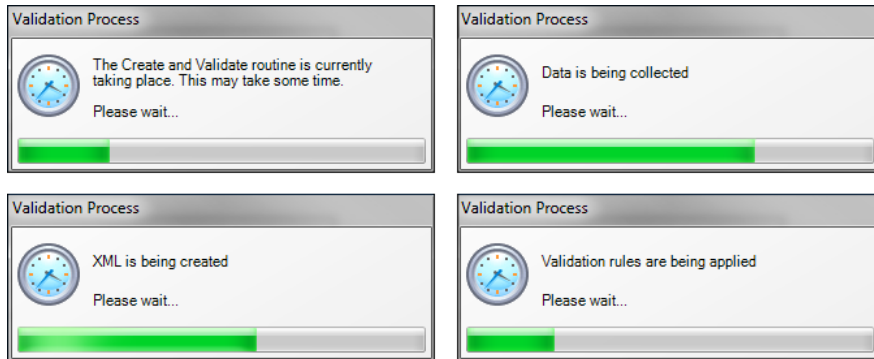 Validation Process
The Create and Validate routine is currently
taking place. This may take some time.
Please wait...
Validation Process
Data is being collected
Please wait...
Validation Process
XML is being created
Please wait...
Validation Process
Validation rules are being applied
Please wait...